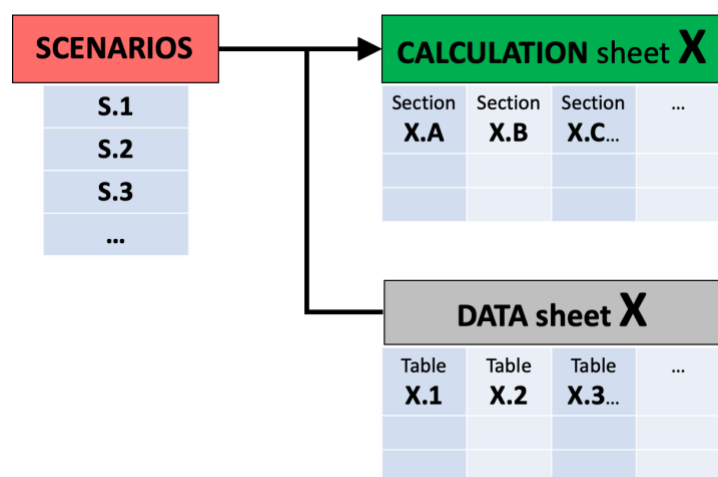 SCENARIOS
S.1
S.2
S.3
...
CALCULATION sheet X
Section Section Section ...
X.A X.B X.C...
DATA sheet X
Table Table Table ...
X.1 X.2 X.3...